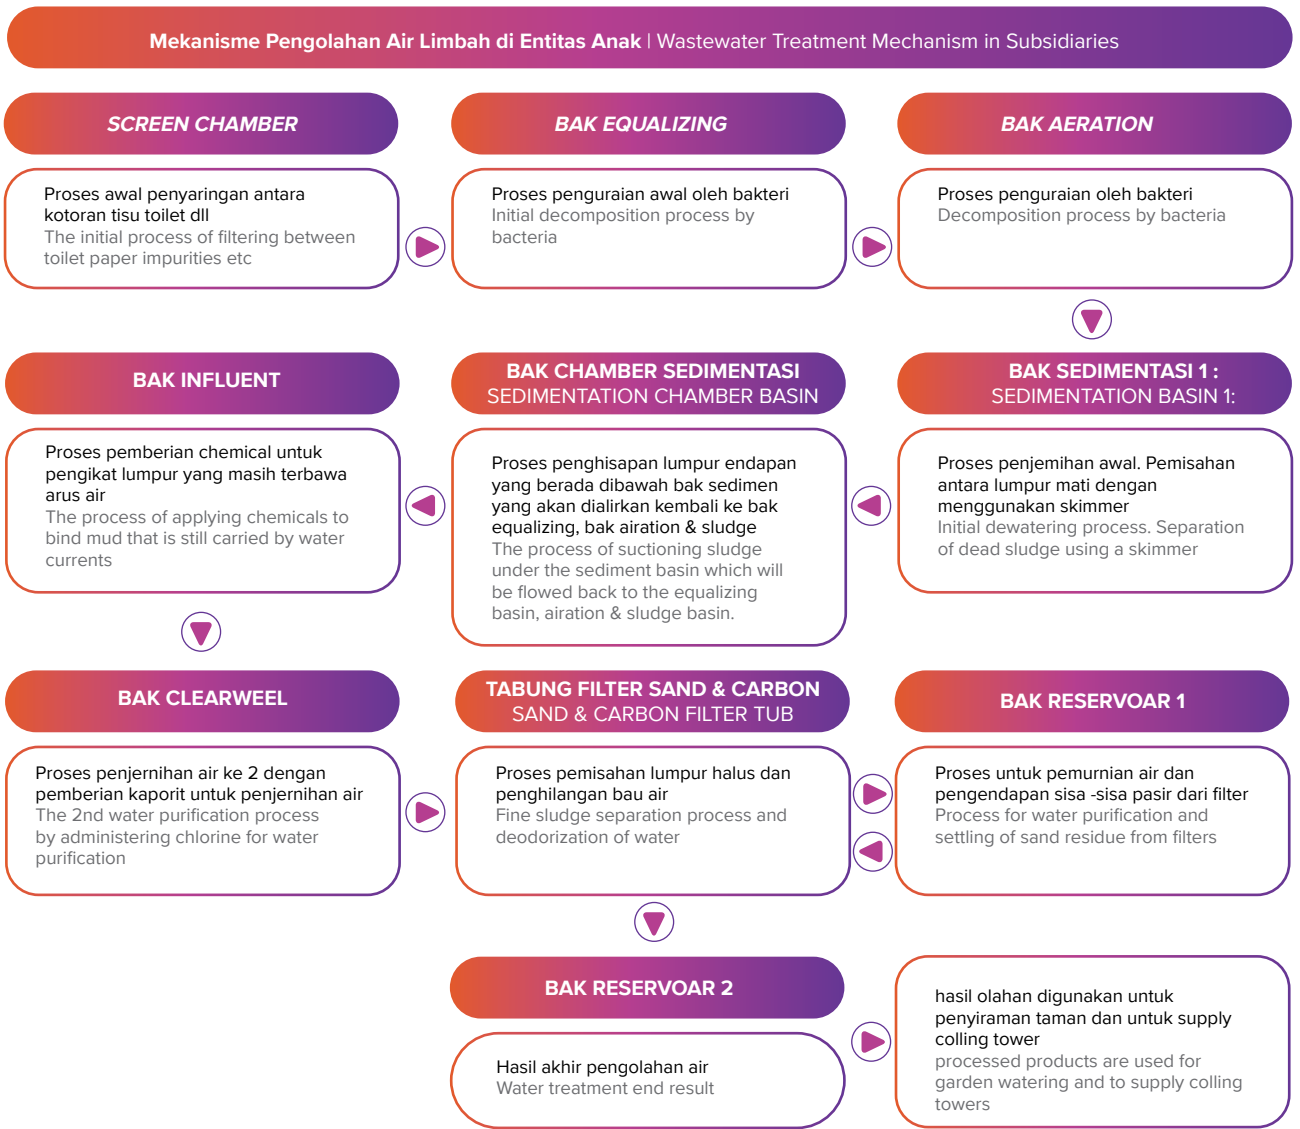 Mekanisme Pengolahan Air Limbah di Entitas Anak | Wastewater Treatment Mechanism in Subsidiaries
SCREEN CHAMBER
Proses awal penyaringan antara
kotoran tisu toilet dll
The initial process of filtering between
toilet paper impurities etc
BAK EQUALIZING
Proses penguraian awal oleh bakteri
Initial decomposition process by
bacteria
BAK AERATION
Proses penguraian oleh bakteri
Decomposition process by bacteria
BAK SEDIMENTASI 1 :
SEDIMENTATION BASIN 1:
Proses penjemihan awal. Pemisahan
antara lumpur mati dengan
menggunakan skimmer
Initial dewatering process. Separation
of dead sludge using a skimmer
BAK CHAMBER SEDIMENTASI
SEDIMENTATION CHAMBER BASIN
Proses penghisapan lumpur endapan
yang berada dibawah bak sedimen
yang akan dialirkan kembali ke bak
equalizing, bak airation & sludge
The process of suctioning sludge
under the sediment basin which will
be flowed back to the equalizing
basin, airation & sludge basin.
BAK INFLUENT
Proses pemberian chemical untuk
pengikat lumpur yang masih terbawa
arus air
The process of applying chemicals to
bind mud that is still carried by water
currents
BAK CLEARWEEL
Proses penjernihan air ke 2 dengan
pemberian kaporit untuk penjernihan air
The 2nd water purification process
by administering chlorine for water
purification
TABUNG FILTER SAND & CARBON
SAND & CARBON FILTER TUB
Proses pemisahan lumpur halus dan
penghilangan bau air
Fine sludge separation process and
deodorization of water
BAK RESERVOAR 1
Proses untuk pemurnian air dan
pengendapan sisa -sisa pasir dari filter
Process for water purification and
settling of sand residue from filters
BAK RESERVOAR 2
Hasil akhir pengolahan air
Water treatment end result
hasil olahan digunakan untuk
penyiraman taman dan untuk supply
colling tower
processed products are used for
garden watering and to supply colling
towers